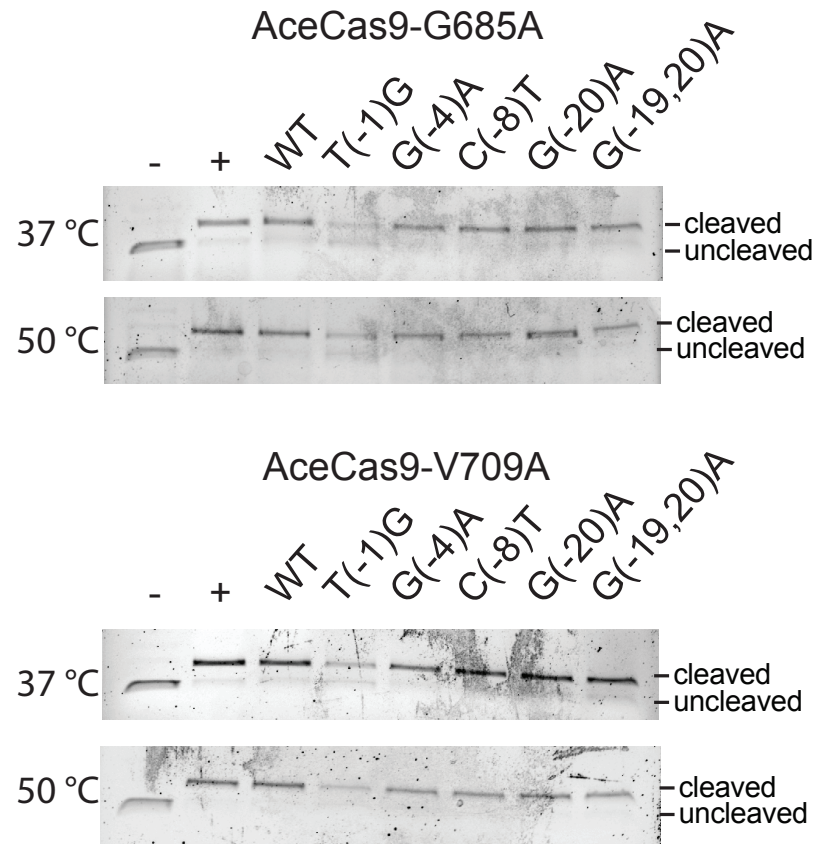 AceCas9-G685A
- + WT T(-1)G G(-4)A C(-8)T G(-20)A G(-19,20)A
37 °C
cleaved
uncleaved
50 °C
cleaved
uncleaved
AceCas9-V709A
- + WT T(-1)G G(-4)A C(-8)T G(-20)A G(-19,20)A
37 °C
cleaved
uncleaved
50 °C
cleaved
uncleaved